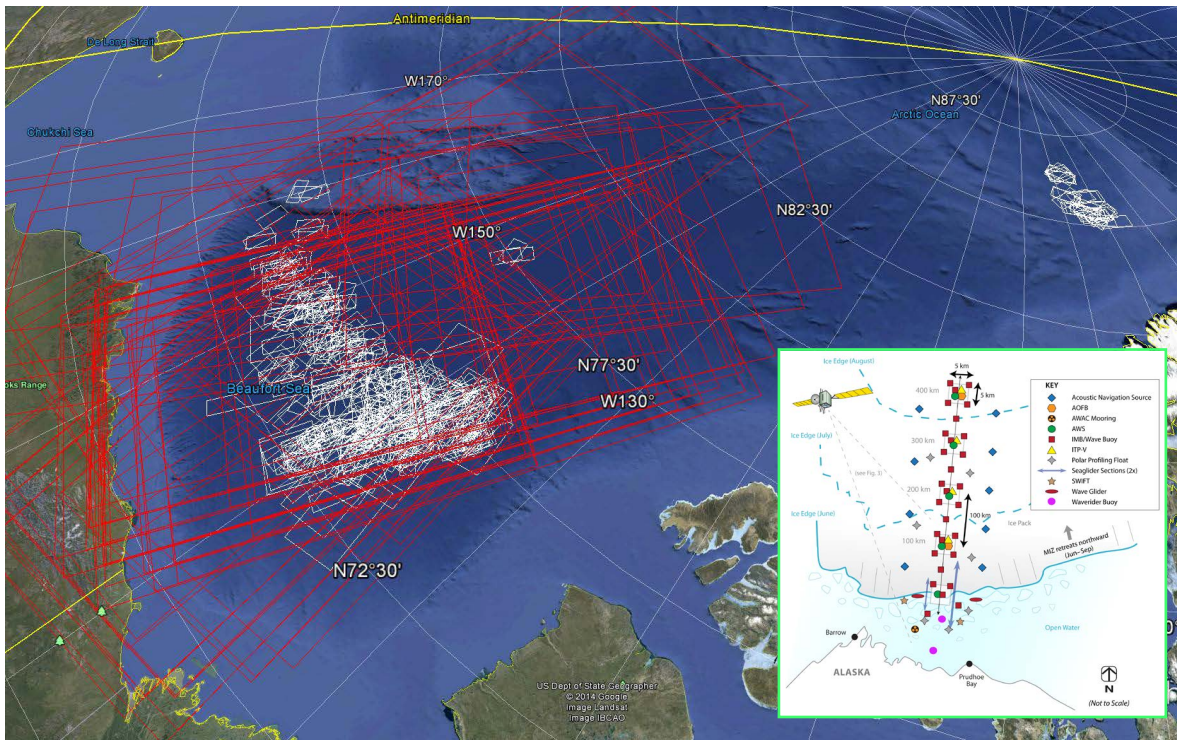 Antimeridian
De Long Strait
W170°
N87°30'
Arctic Ocean
Chukchi Sea
N82°30'
W150°
N77°30'
oks Range
Beaufort Sea
W130°
N72°30'
US Dept of State Geographer
© 2014 Google
Image Landsat
Image IBCAO
Ice Edge (August)
5 km
400 km
5 km
KEY
Acoustic Navigation Source
AOFB
AWAC Mooring
AWS
IMB/Wave Buoy
ITP-V
Polar Profiling Float
Seaglider Sections (2x)
SWIFT
Wave Glider
Waverider Buoy
Ice Edge (July)
300 km
(see Fig. 3)
200 km
100 km
Ice Edge (June)
Ice Pack
100 km
MIZ retreats northward
(Jun- Sep)
Open Water
Barrow
ALASKA
Prudhoe
Bay
N
(Not to Scale)